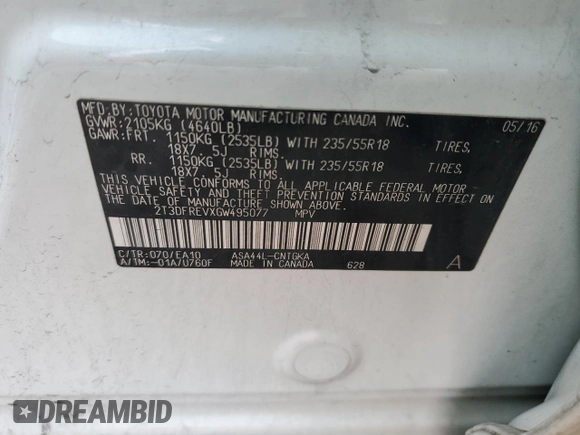 MFD.BY:TOYOTA MOTOR MANUFACTURING CANADA INC.
GVWR:2105KG (4640LB) 05/16
GAWR:FRT. 1150KG (2535LB) WITH 235/55R18 TIRES,
18X7. 5J RIMS.
RR. 1150KG (2535LB) WITH 235/55R18 TIRES,
18X7. 5J RIMS.
THIS VEHICLE CONFORMS TO ALL APPLICABLE FEDERAL MOTOR
VEHICLE SAFETY AND THEFT PREVENTION STANDARDS IN EFFECT ON
THE DATE OF MANUFACTURE SHOWN ABOVE.
2T3DFREVXGW495077 MPV
C/TR:070/EA10 ASA44L-CNTGKA
A/TM:-01A/U760F MADE IN CANADA 628 A
DREAMBID